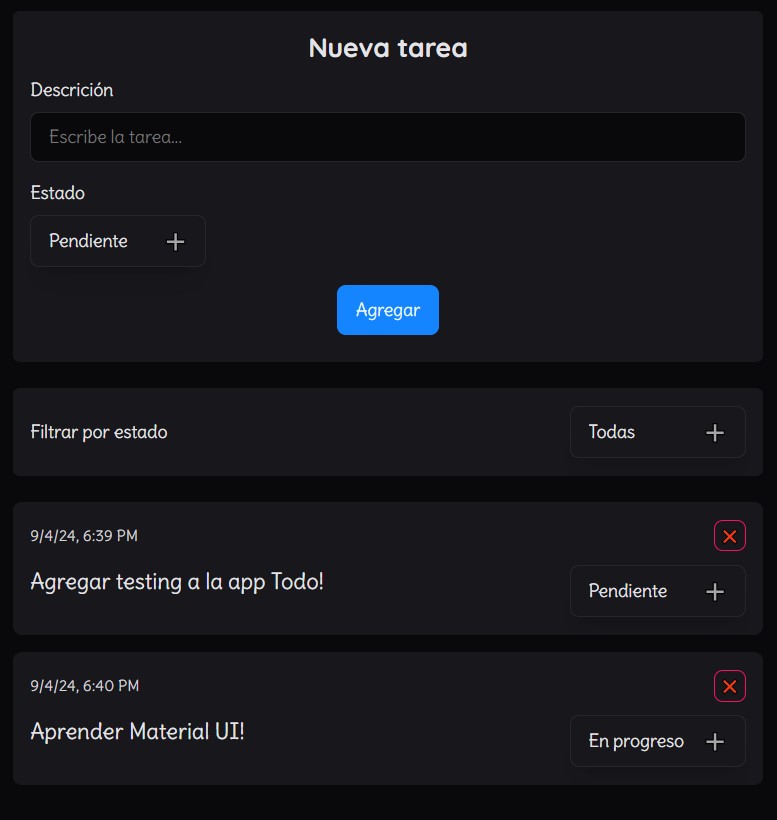 Nueva tarea
Descrición
Escribe la tarea...
Estado
Pendiente
Agregar
Filtrar por estado
Todas
9/4/24, 6:39 PM
Agregar testing a la app Todo!
Pendiente
9/4/24, 6:40 PM
Aprender Material UI!
En progreso